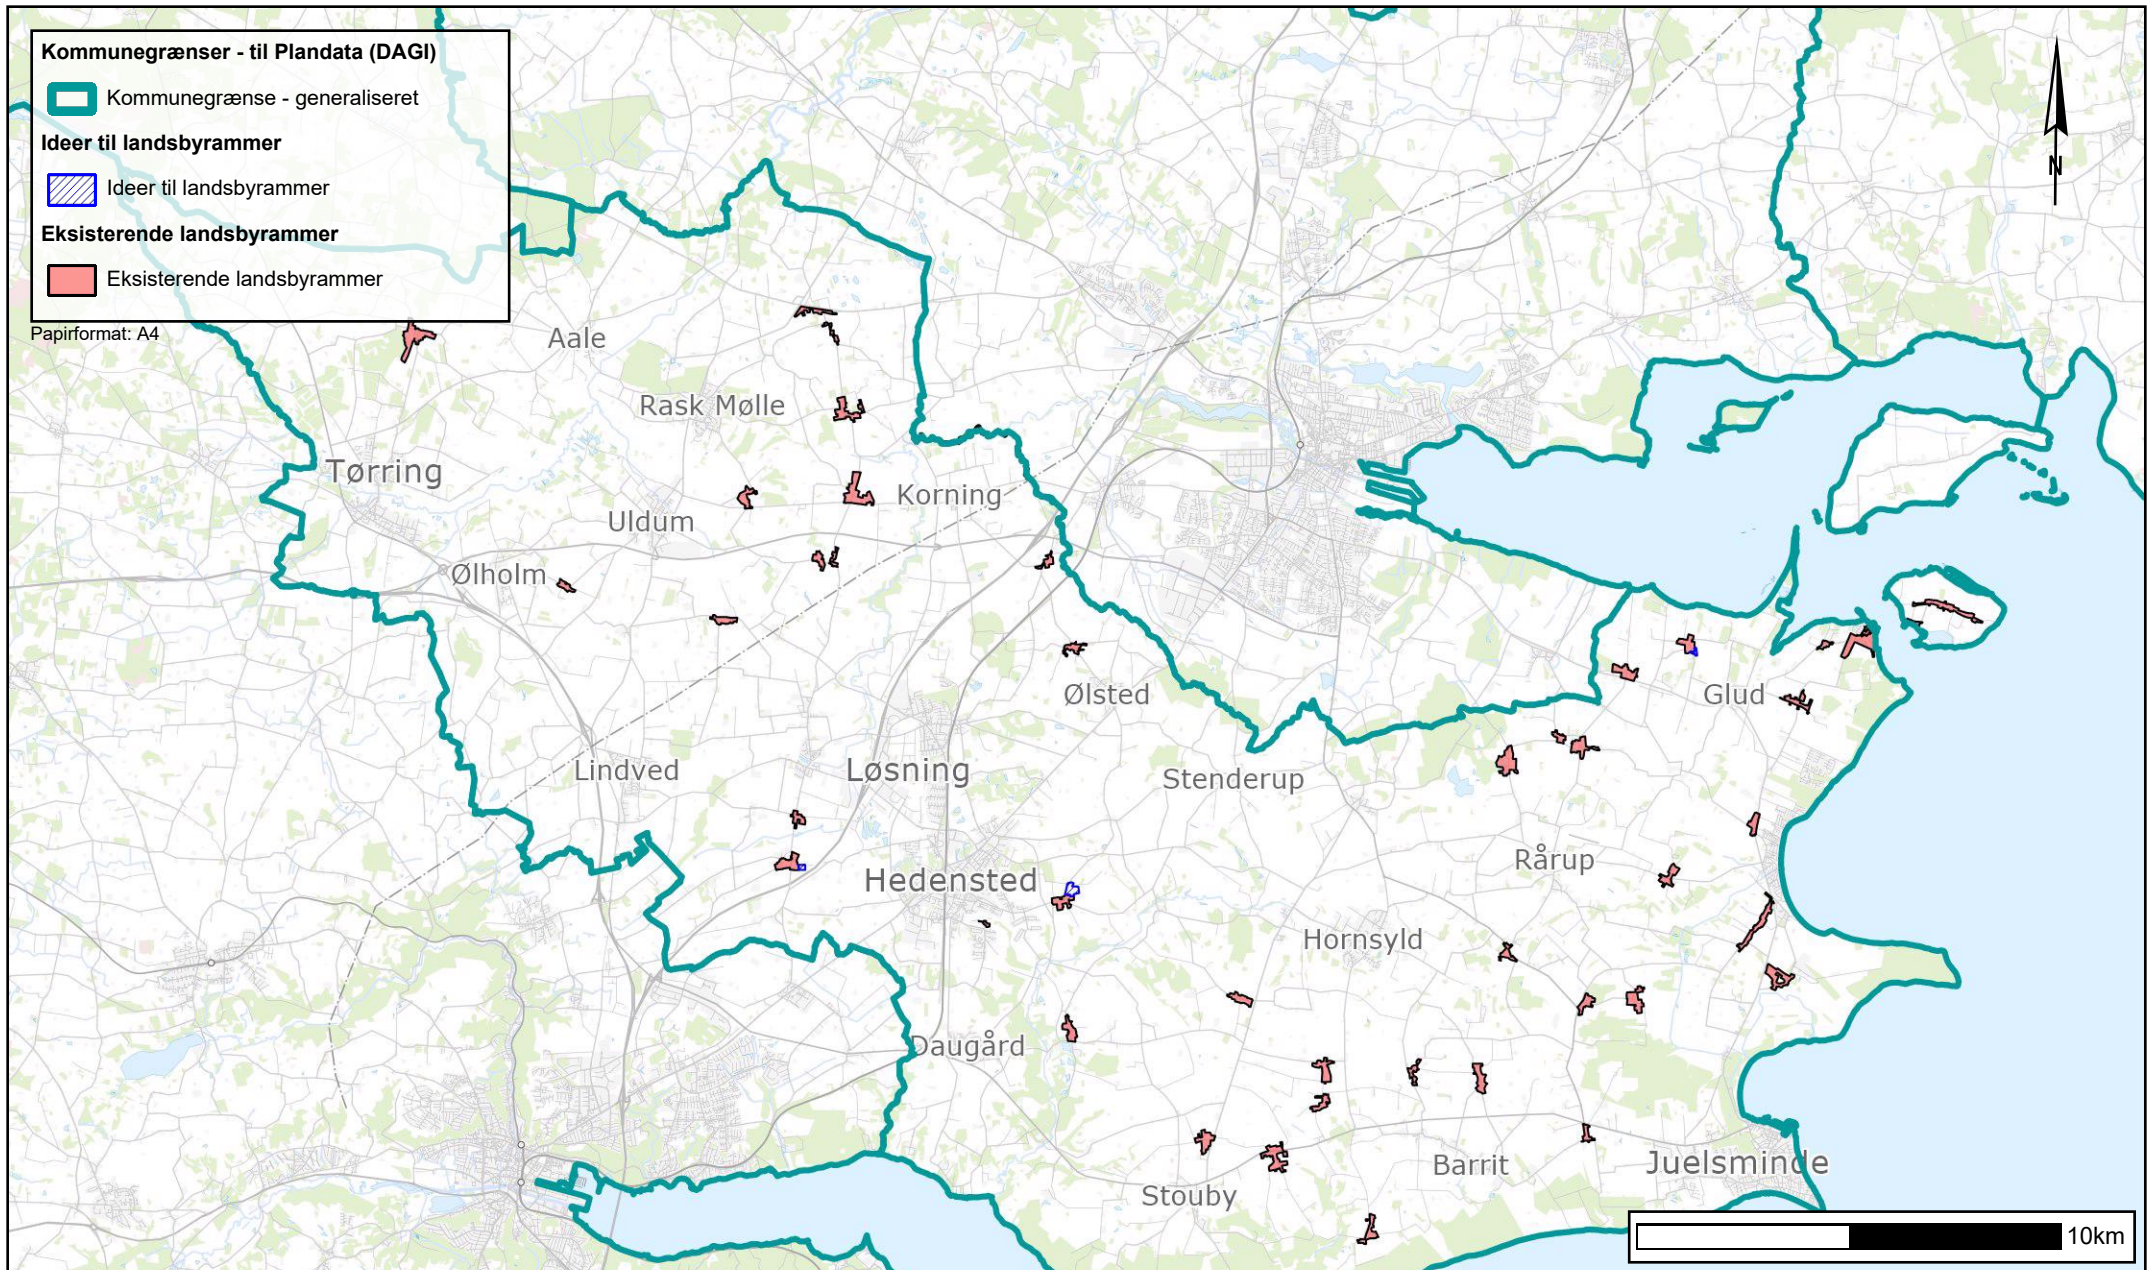 Kommunegrænser - til Plandata (DAGI)
Kommunegrænse - generaliseret
Ideer til landsbyrammer
Ideer til landsbyrammer
Eksisterende landsbyrammer
Eksisterende landsbyrammer
Papirformat: A4
N
Aale
Rask Mølle
Tørring
Korning
Uldum
Ølholm
Ølsted
Glud
Lindved
Løsning
Stenderup
Rårup
Hedensted
Hornsyld
Daugård
Barrit
Juelsminde
Stouby
10km